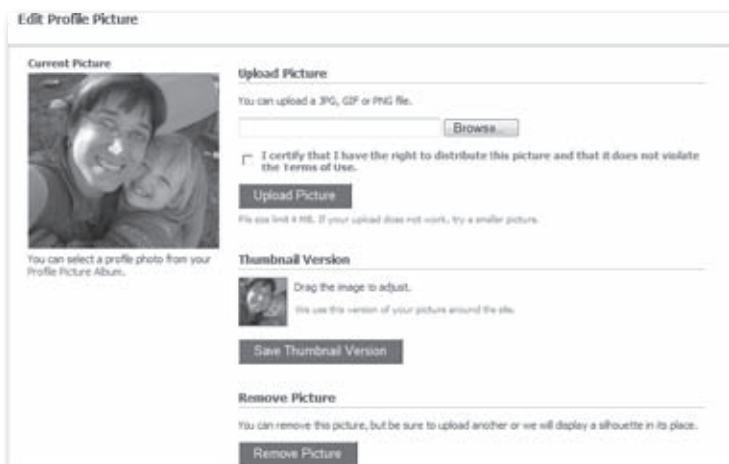 Edit Profile Picture
Current Picture
You can select a profile photo from your
Profile Picture Album.
Upload Picture
You can upload a JPG, GIF or PNG file.
Browse...
I certify that I have the right to distribute this picture and that it does not violate
the Terms of Use.
Upload Picture
File size limit 4 MB. If your upload does not work, try a smaller picture.
Thumbnail Version
Drag the image to adjust.
We use this version of your picture around the site.
Save Thumbnail Version
Remove Picture
You can remove this picture, but be sure to upload another or we will display a silhouette in its place.
Remove Picture